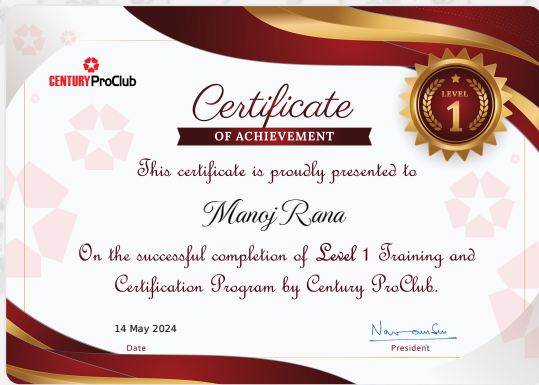 CENTURY ProClub
Certificate
OF ACHIEVEMENT
LEVEL
1
This certificate is proudly presented to
Manoj Rana
On the successful completion of Level 1 Training and
Certification Program by Century ProClub.
14 May 2024
Date
President